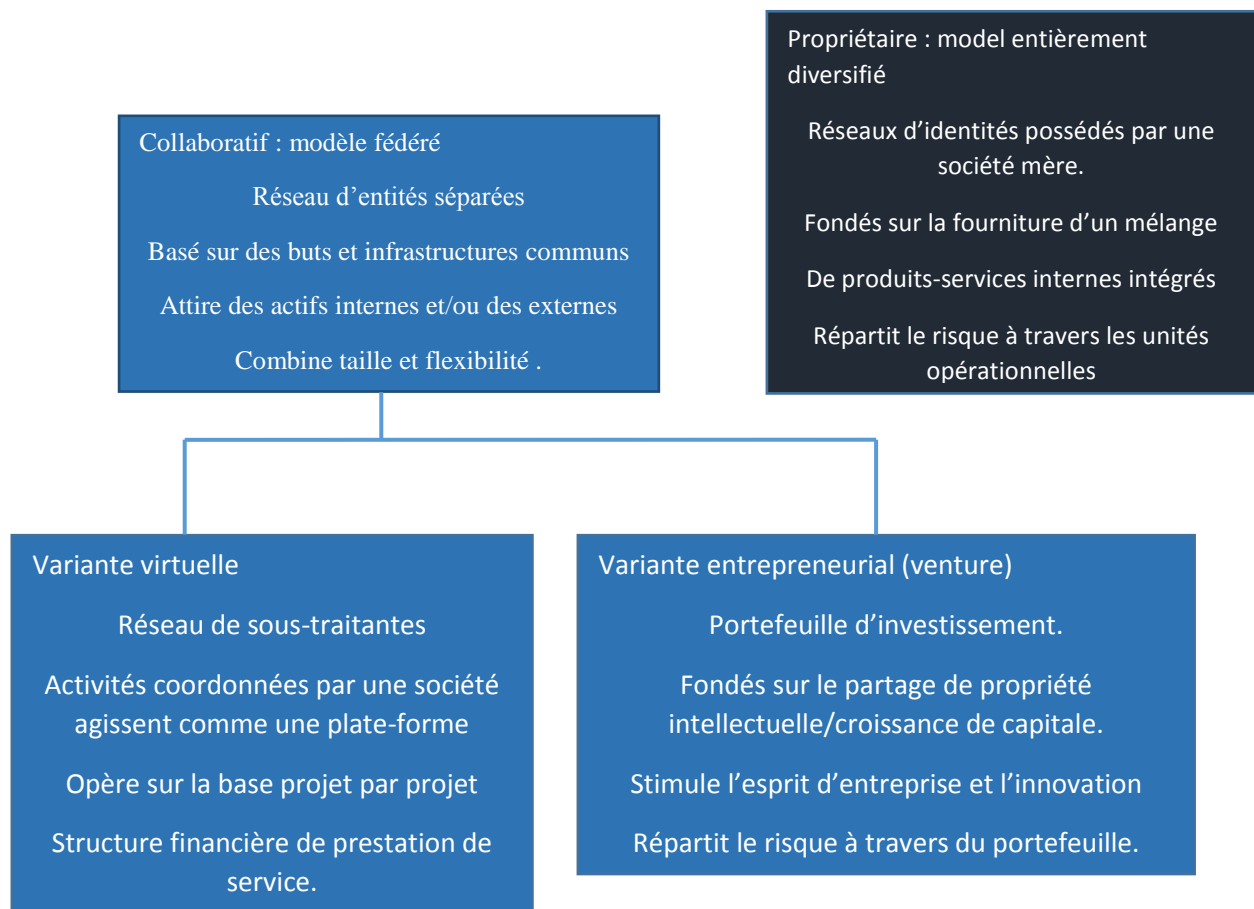 Propriétaire : model entièrement
diversifié
Réseaux d’identités possédés par une
société mère.
Fondés sur la fourniture d’un mélange
De produits-services internes intégrés
Répartit le risque à travers les unités
opérationnelles
Collaboratif : modèle fédéré
Réseau d’entités séparées
Basé sur des buts et infrastructures communs
Attire des actifs internes et/ou des externes
Combine taille et flexibilité .
Variante virtuelle
Réseau de sous-traitants
Activités coordonnées par une société
agissent comme une plate-forme
Opère sur la base projet par projet
Structure financière de prestation de
service.
Variante entrepreneurial (venture)
Portefeuille d’investissement.
Fondés sur le partage de propriété
intellectuelle/croissance de capitale.
Stimule l’esprit d’entreprise et l’innovation
Répartit le risque à travers du portefeuille.